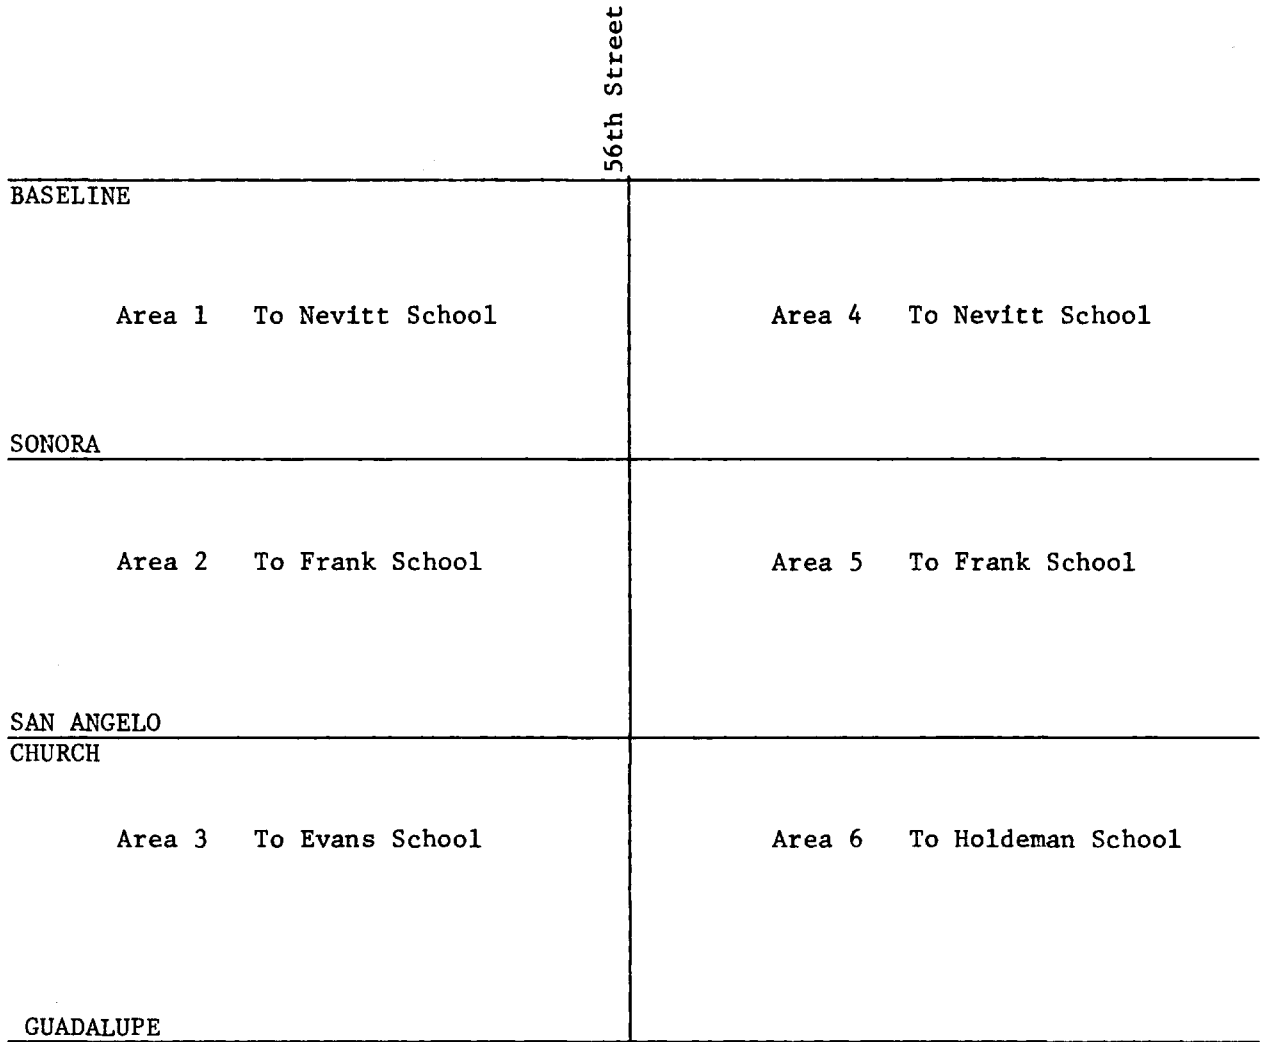 56th Street
BASELINE
Area 1 To Nevitt School
Area 4 To Nevitt School
SONORA
Area 2 To Frank School
Area 5 To Frank School
SAN ANGELO
CHURCH
Area 3 To Evans School
Area 6 To Holdeman School
GUADALUPE